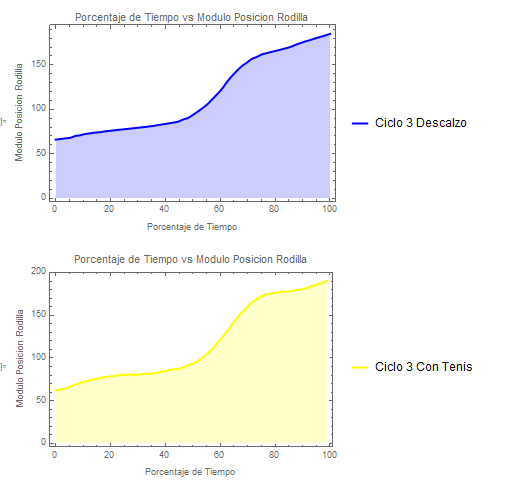 Porcentaje de Tiempo vs Modulo Posicion Rodilla
150
100
50
0
Modulo Posicion Rodilla
]=
0 20 40 60 80 100
Porcentaje de Tiempo
Ciclo 3 Descalzo
Porcentaje de Tiempo vs Modulo Posicion Rodilla
200
150
100
50
0
Modulo Posicion Rodilla
]=
0 20 40 60 80 100
Porcentaje de Tiempo
Ciclo 3 Con Tenis